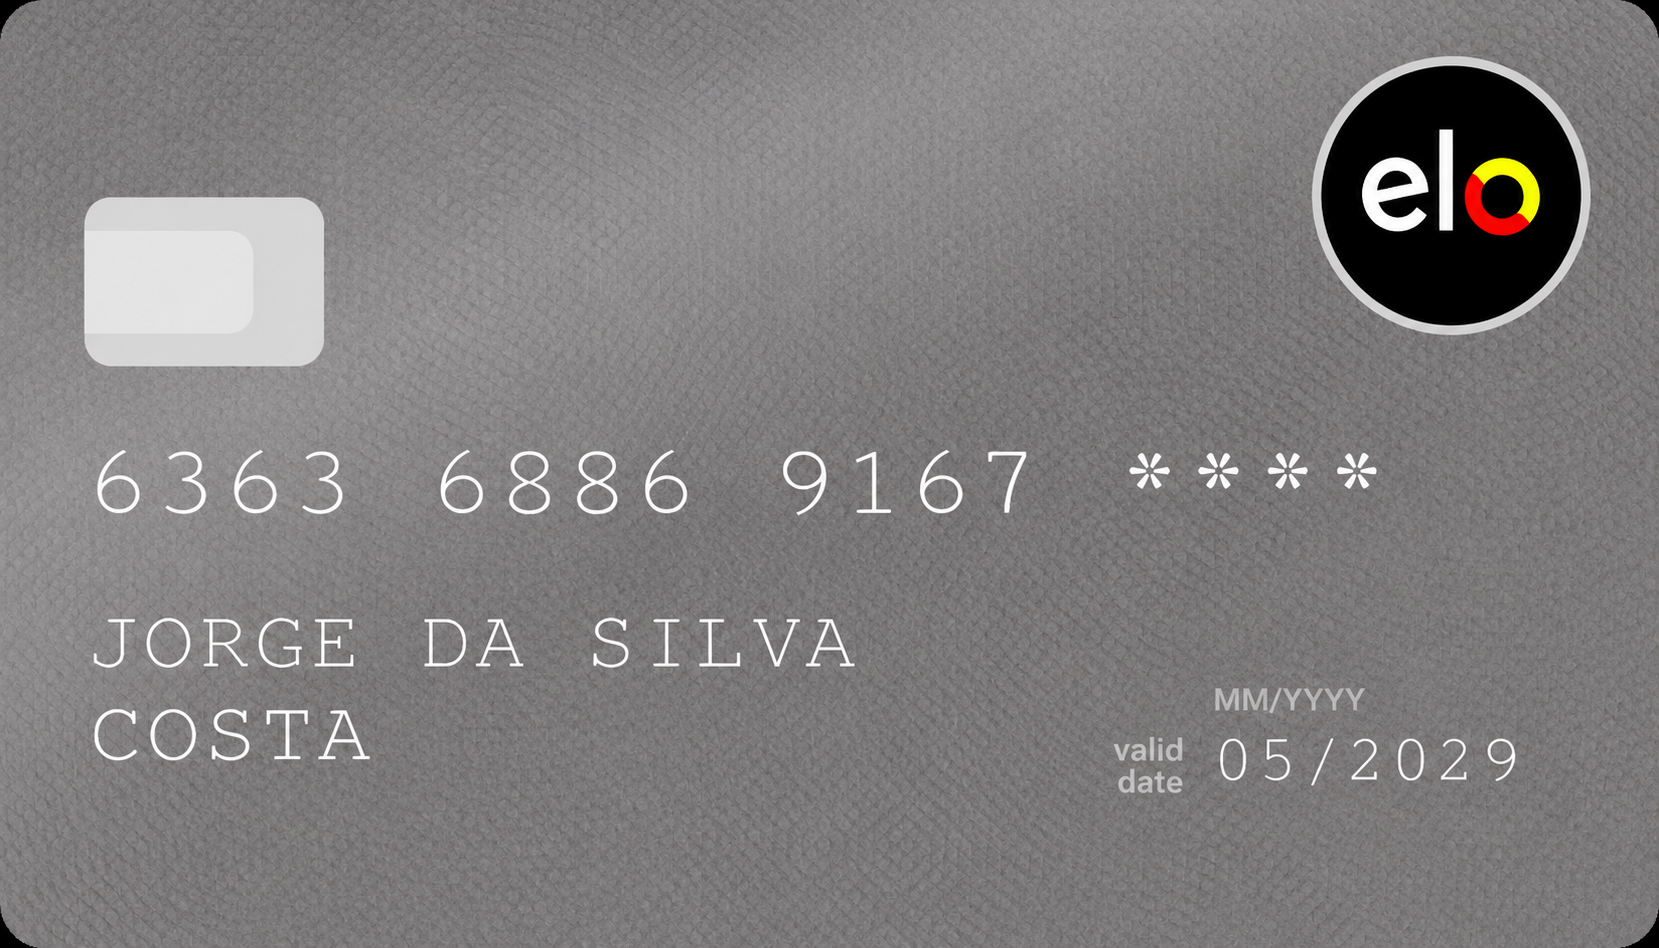 elo
6363 6886 9167 ****
JORGE DA SILVA
COSTA
MM/YYYY
valid
date
05/2029